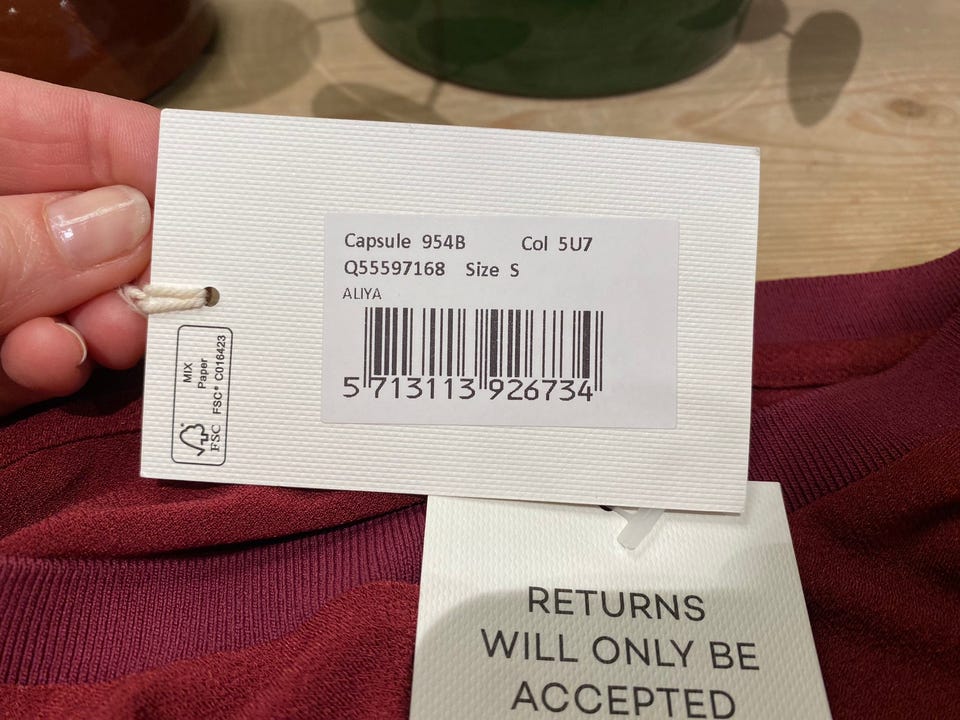 Capsule 954B Col 5U7
Q55597168 Size S
ALIYA
5 713113 926734
MIX
Paper
FSC® C016423
FSC
RETURNS
WILL ONLY BE
ACCEPTED